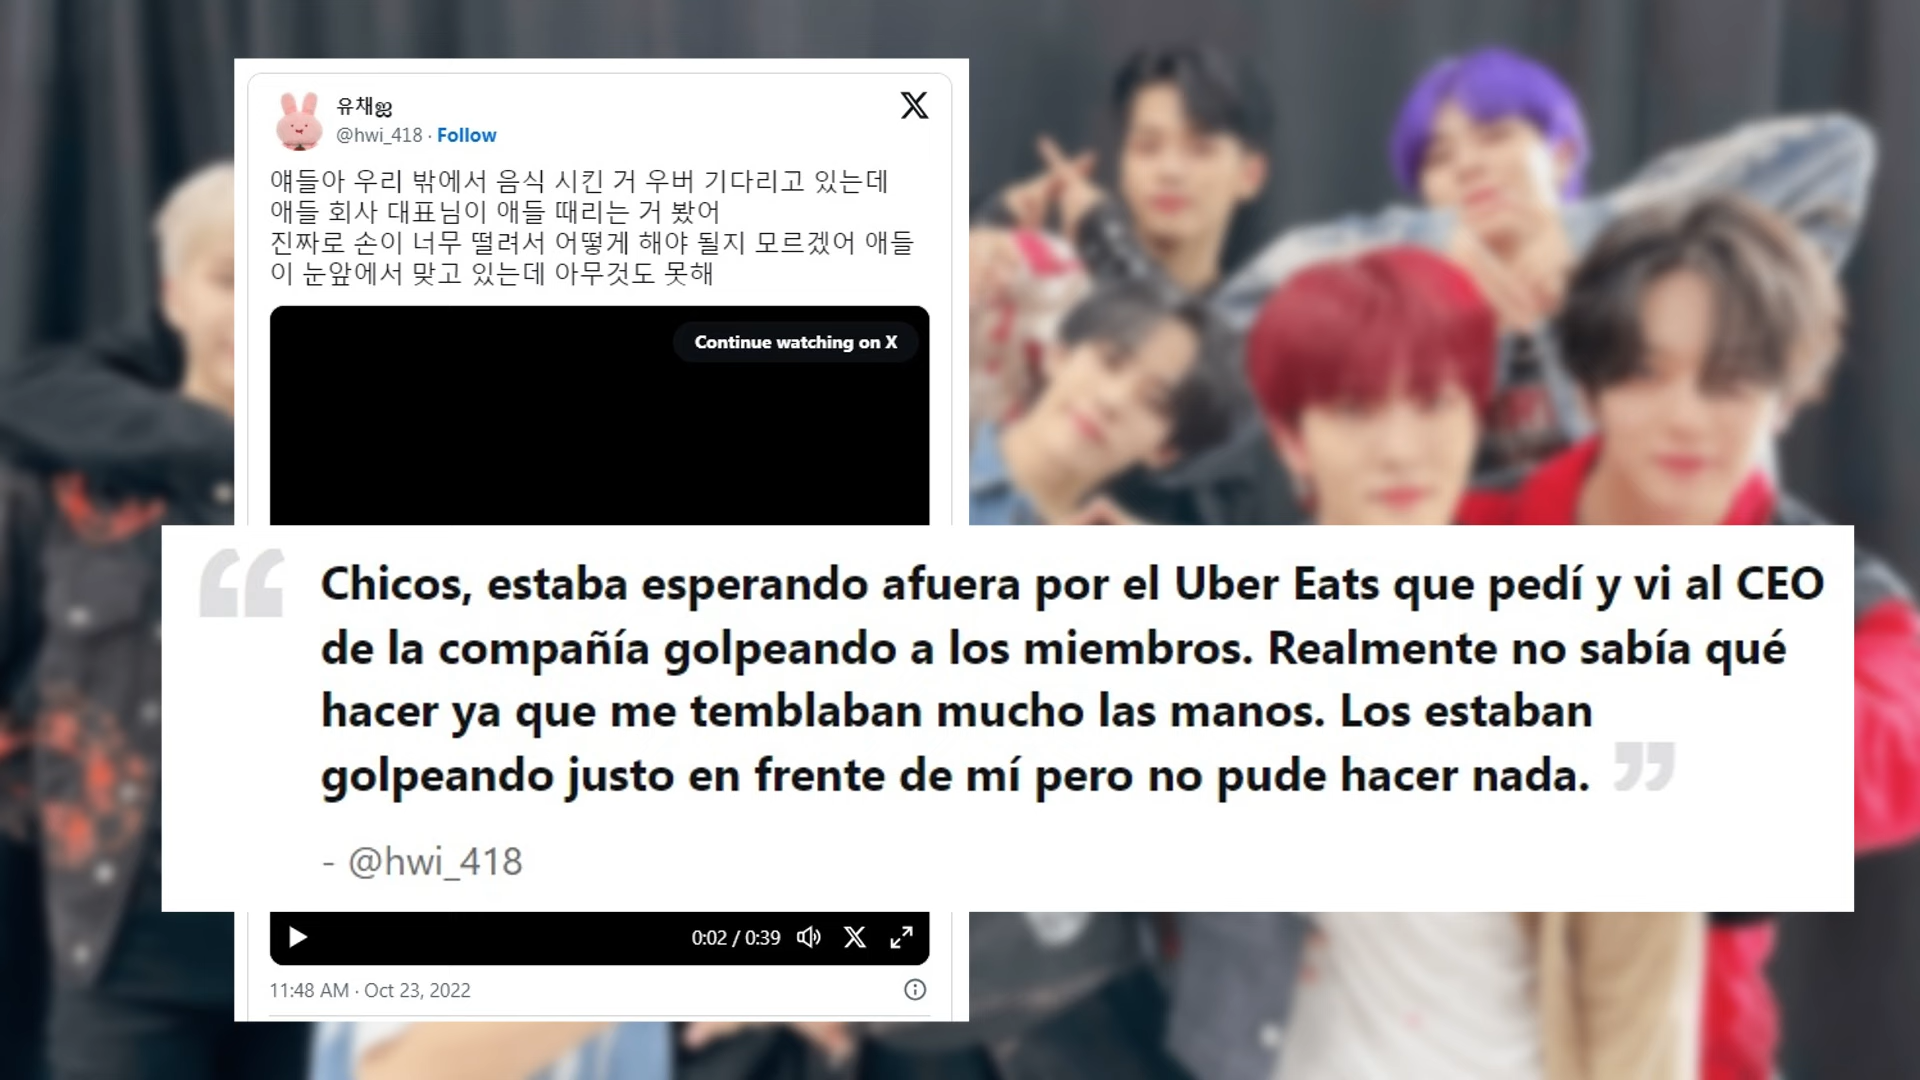 유채ஐ
@hwi_418 · Follow
얘들아 우리 밖에서 음식 시킨 거 우버 기다리고 있는데
애들 회사 대표님이 애들 때리는 거 봤어
진짜로 손이 너무 떨려서 어떻게 해야 될지 모르겠어 애들
이 눈앞에서 맞고 있는데 아무것도 못해
Continue watching on X
“Chicos, estaba esperando afuera por el Uber Eats que pedí y vi al CEO
de la compañía golpeando a los miembros. Realmente no sabía qué
hacer ya que me temblaban mucho las manos. Los estaban
golpeando justo en frente de mí pero no pude hacer nada.”
- @hwi_418
0:02 / 0:39
11:48 AM · Oct 23, 2022